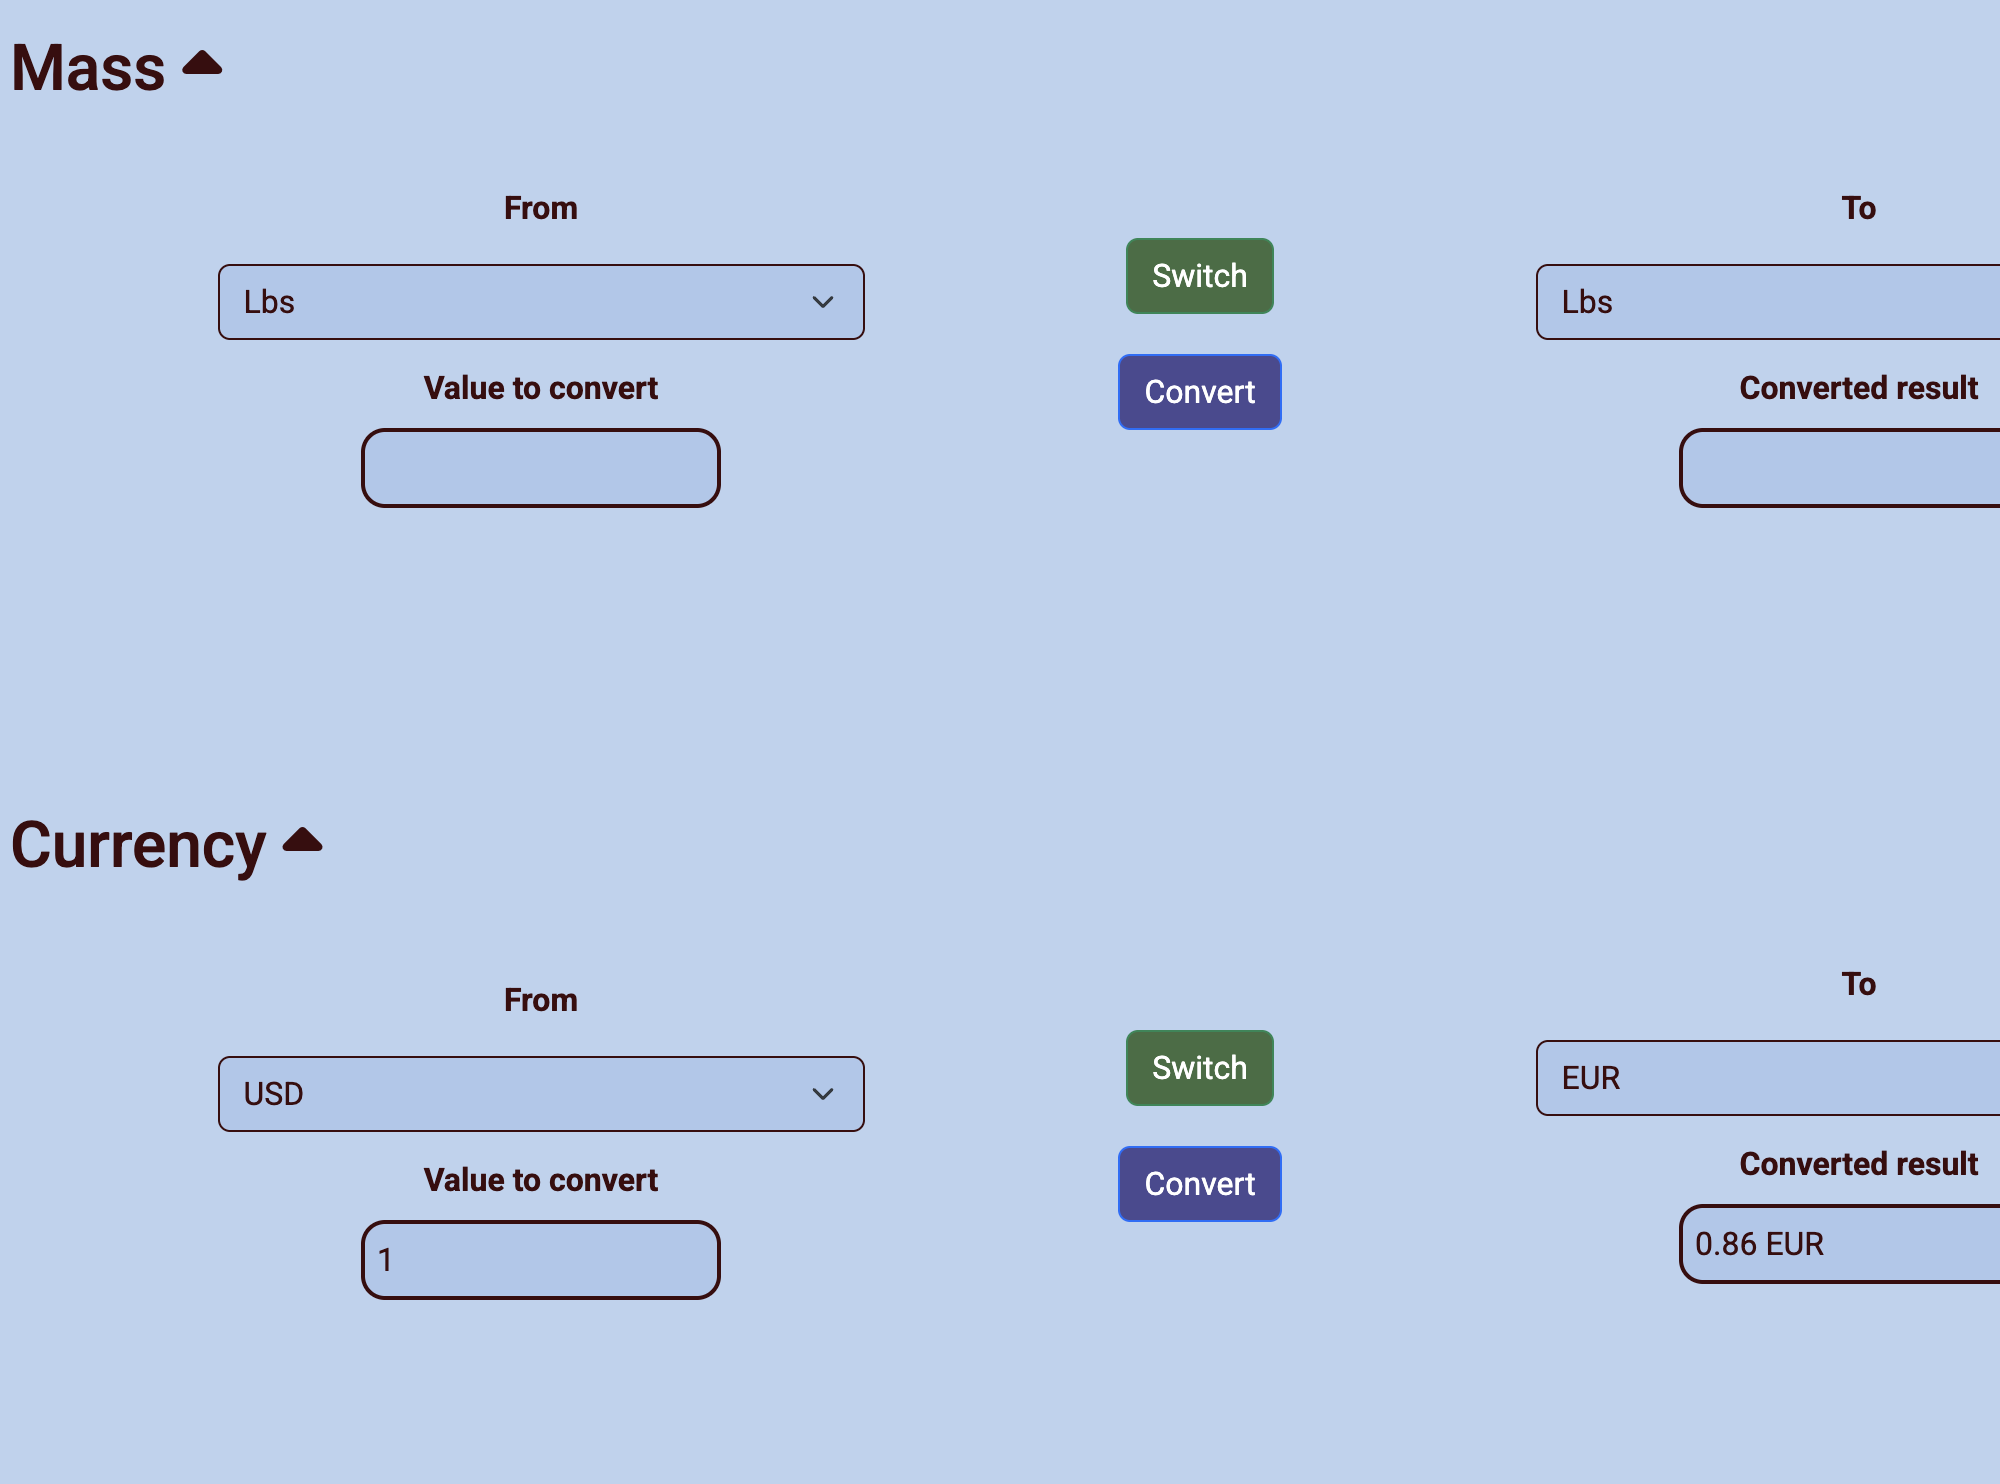 Mass
From
To
Switch
Lbs
Lbs
Value to convert
Convert
Converted result
Currency
From
To
Switch
USD
EUR
Value to convert
Convert
Converted result
1
0.86 EUR